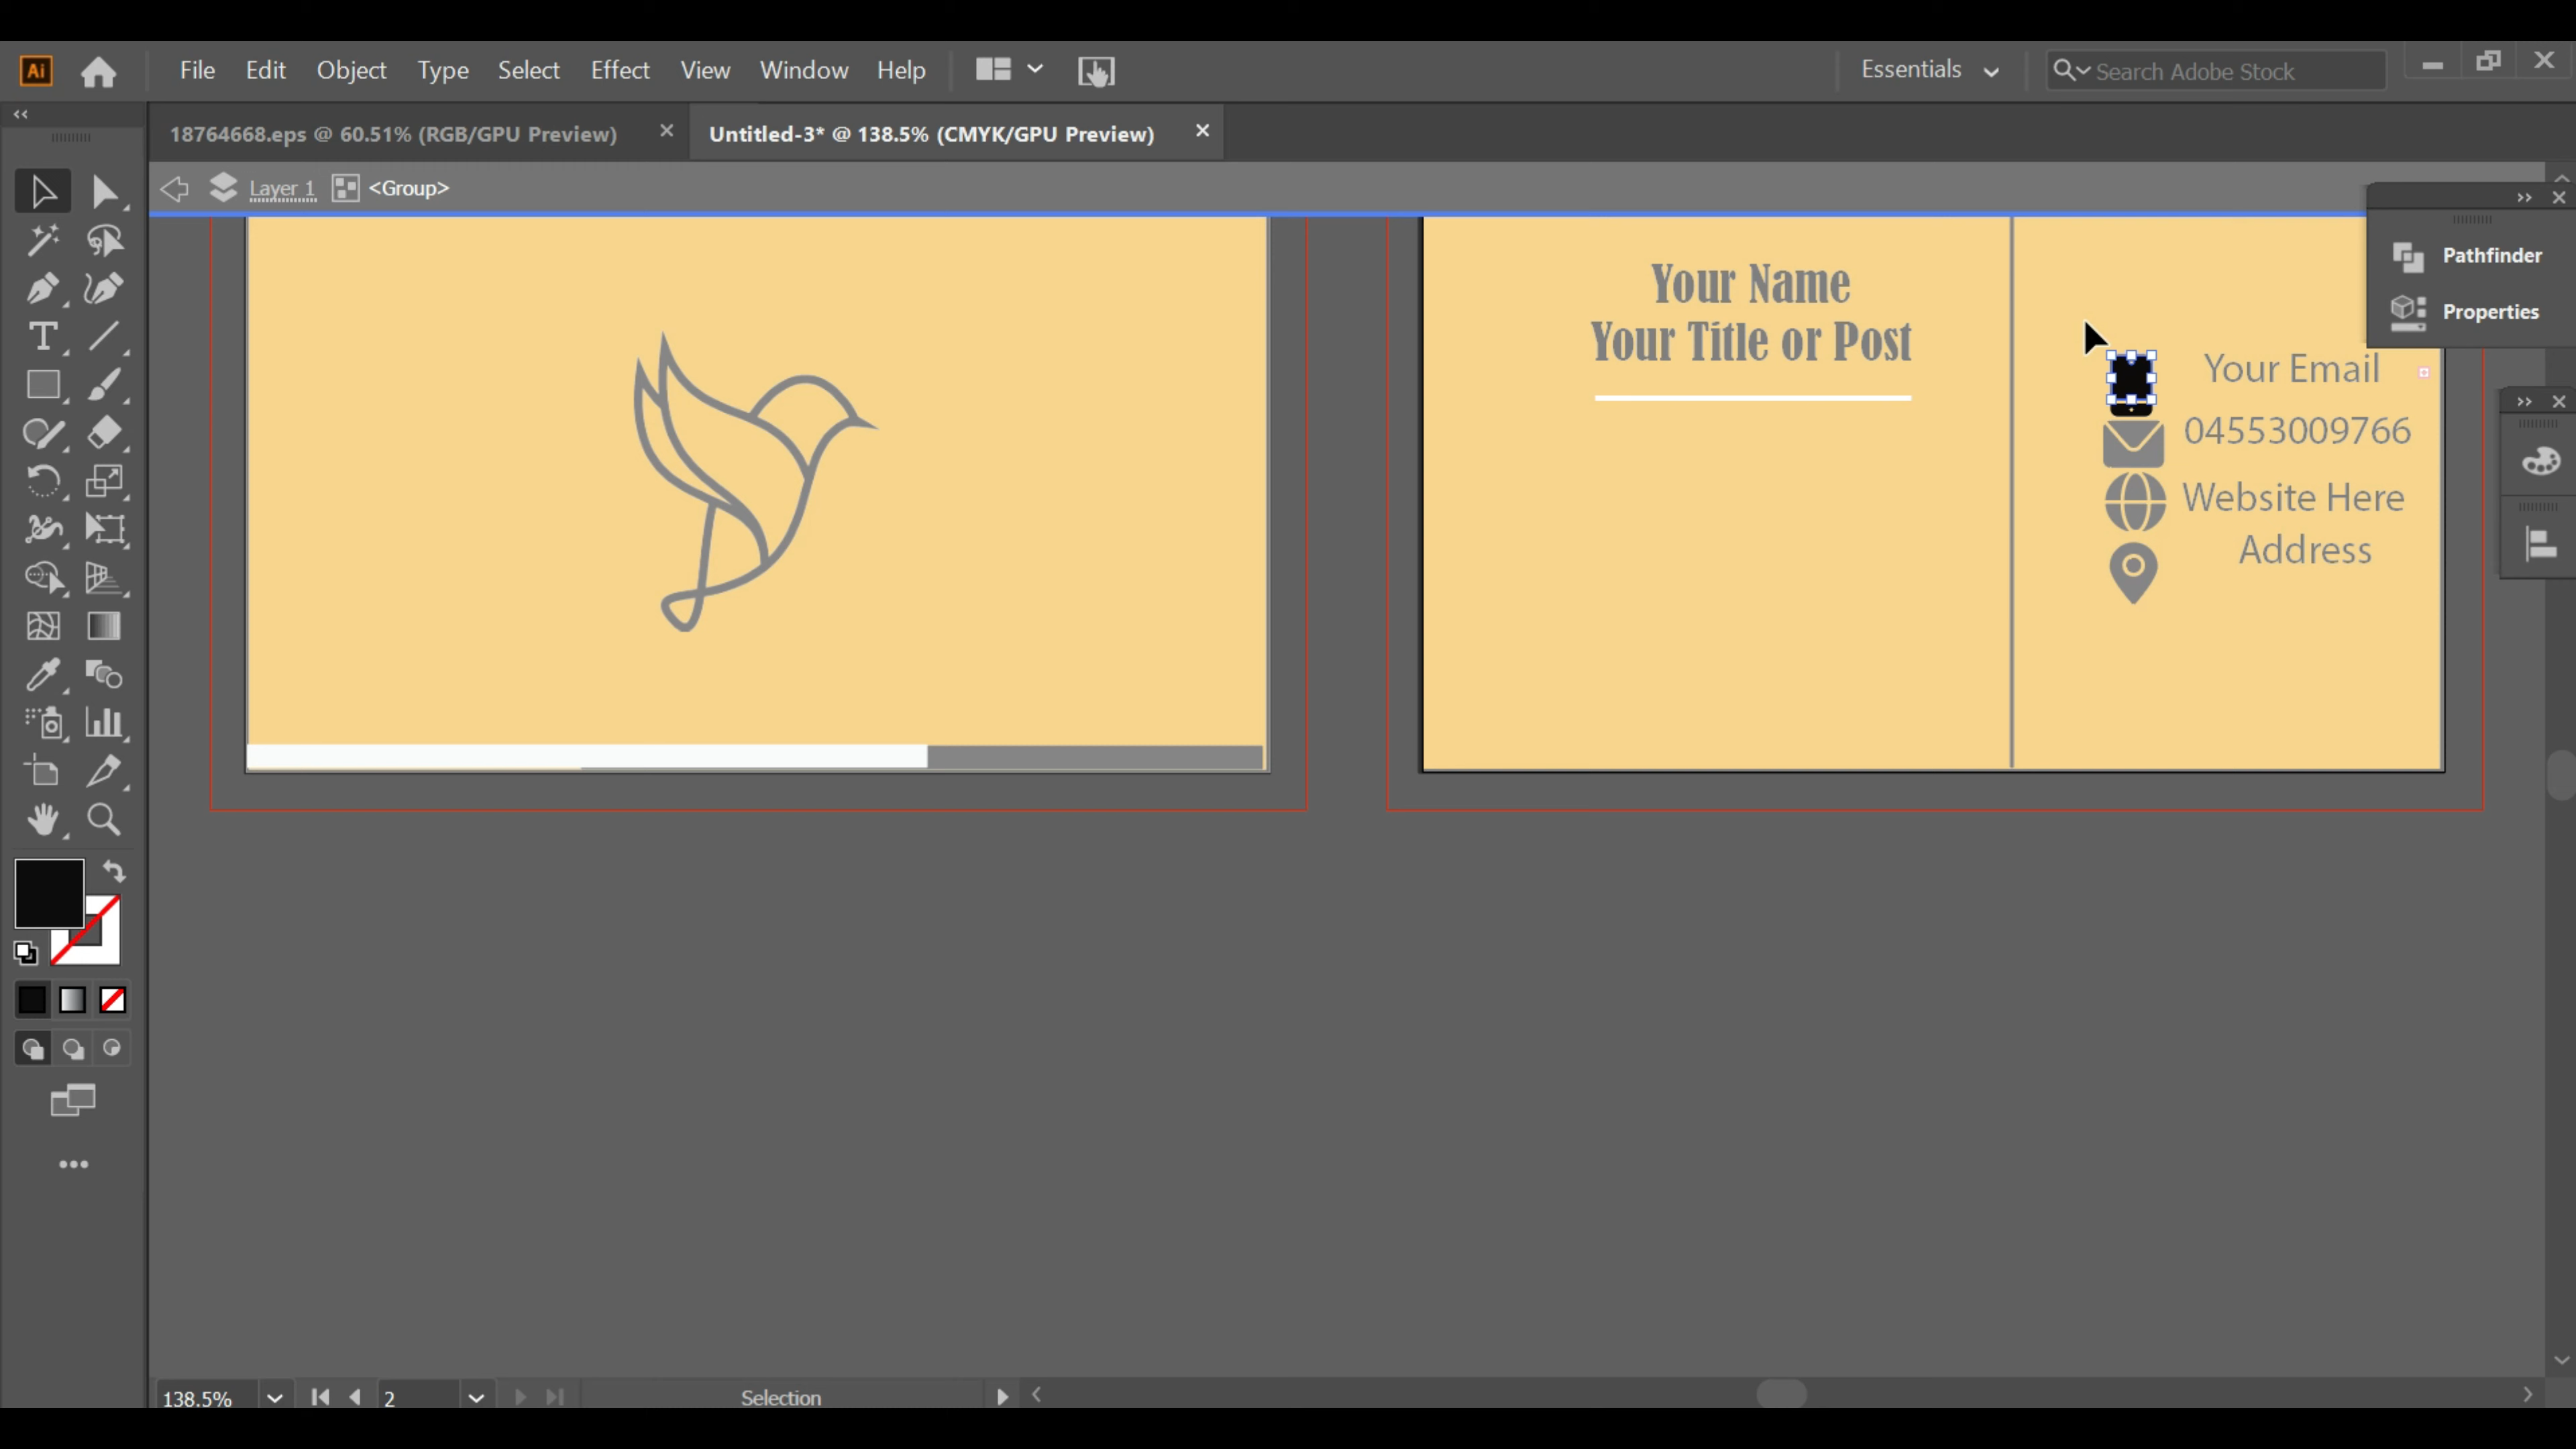 Ai File Edit Object Type Select Effect View Window Help Essentials Search Adobe Stock
18764668.eps @ 60.51% (RGB/GPU Preview) Untitled-3* @ 138.5% (CMYK/GPU Preview)
Layer 1 <Group>
Pathfinder
Properties
Your Name
Your Title or Post
Your Email
04553009766
Website Here
Address
138.5% 2 Selection